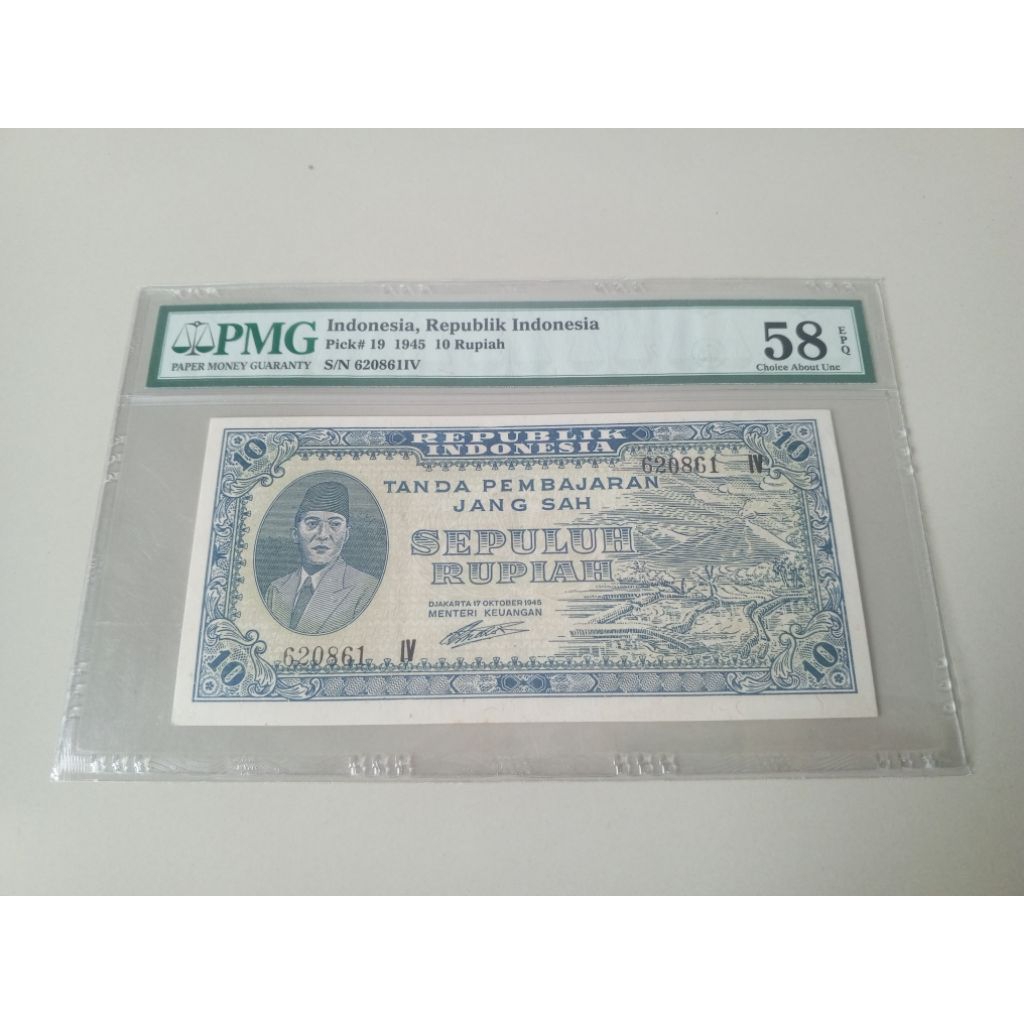 PMG
PAPER MONEY GUARANTY
Indonesia, Republik Indonesia
Pick# 19 1945 10 Rupiah
S/N 620861IV
58 EPQ
Choice About Unc
10
REPUBLIK
INDONESIA
10
620861 IV
TANDA PEMBAJARAN
JANG SAH
SEPULUH
RUPIAH
DJAKARTA 17 OKTOBER 1945
MENTERI KEUANGAN
620861 IV
10
10